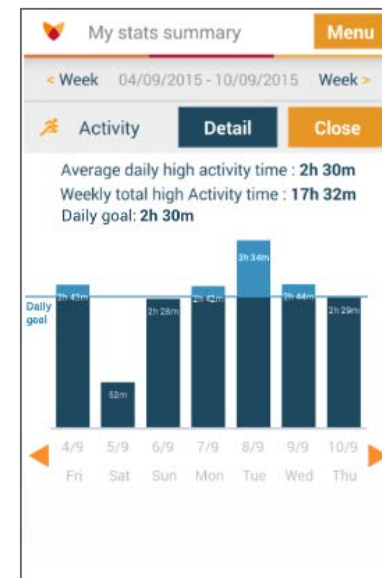 My stats summary Menu
< Week 04/09/2015 - 10/09/2015 Week >
Activity Detail Close
Average daily high activity time : 2h 30m
Weekly total high Activity time : 17h 32m
Daily goal: 2h 30m
3h 34m
2h 43m 2h 42m 2h 44m
Daily
goal
2h 28m 2h 29m
52m
4/9 5/9 6/9 7/9 8/9 9/9 10/9
Fri Sat Sun Mon Tue Wed Thu